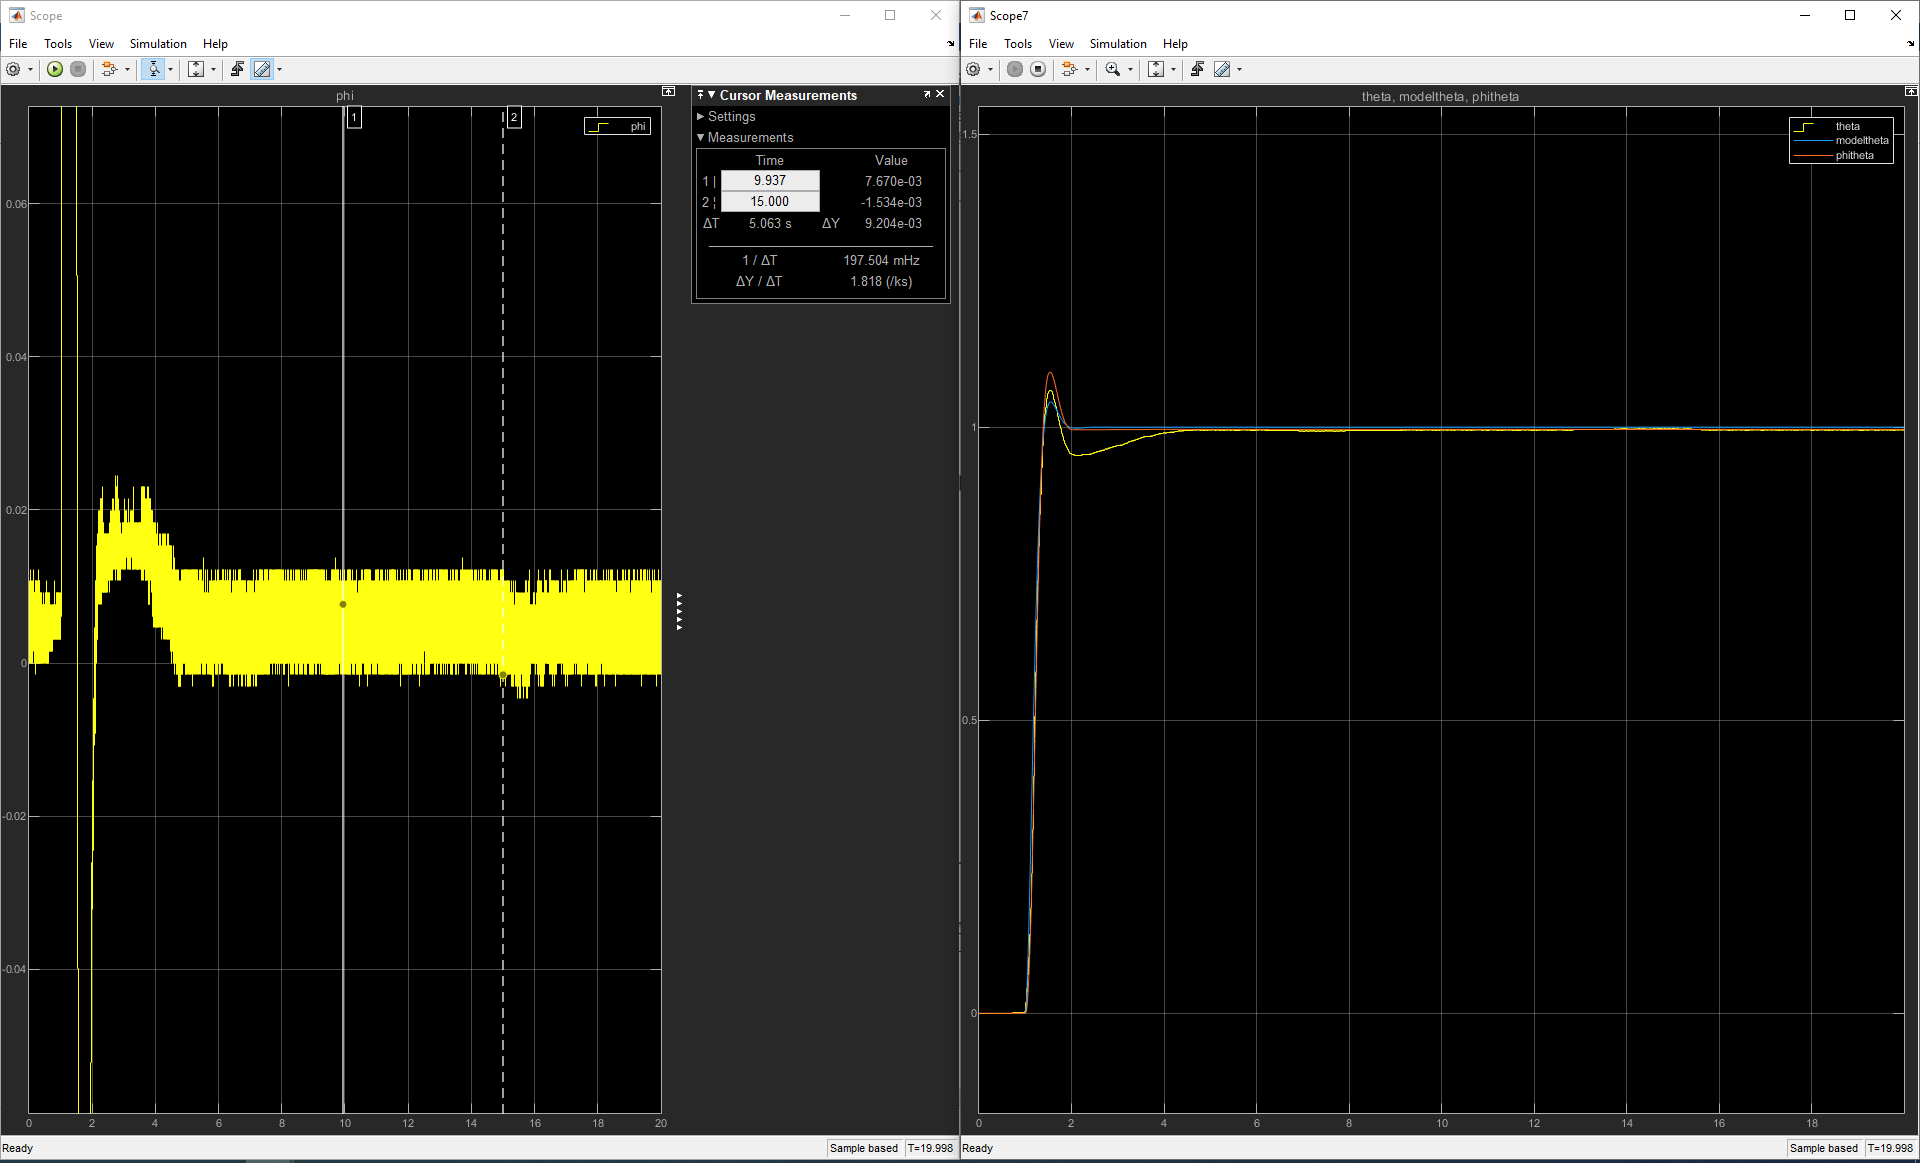 Scope
File Tools View Simulation Help
phi
phi
1
2
0.06
0.04
0.02
0
-0.02
-0.04
0 2 4 6 8 10 12 14 16 18 20
Cursor Measurements
Settings
Measurements
Time Value
1 | 9.937 7.670e-03
2 ¦ 15.000 -1.534e-03
ΔT 5.063 s ΔY 9.204e-03
1 / ΔT 197.504 mHz
ΔY / ΔT 1.818 (/ks)
Ready Sample based T=19.998
Scope7
File Tools View Simulation Help
theta, modeltheta, phitheta
theta
modeltheta
phitheta
1.5
1
0.5
0
0 2 4 6 8 10 12 14 16 18
Ready Sample based T=19.998